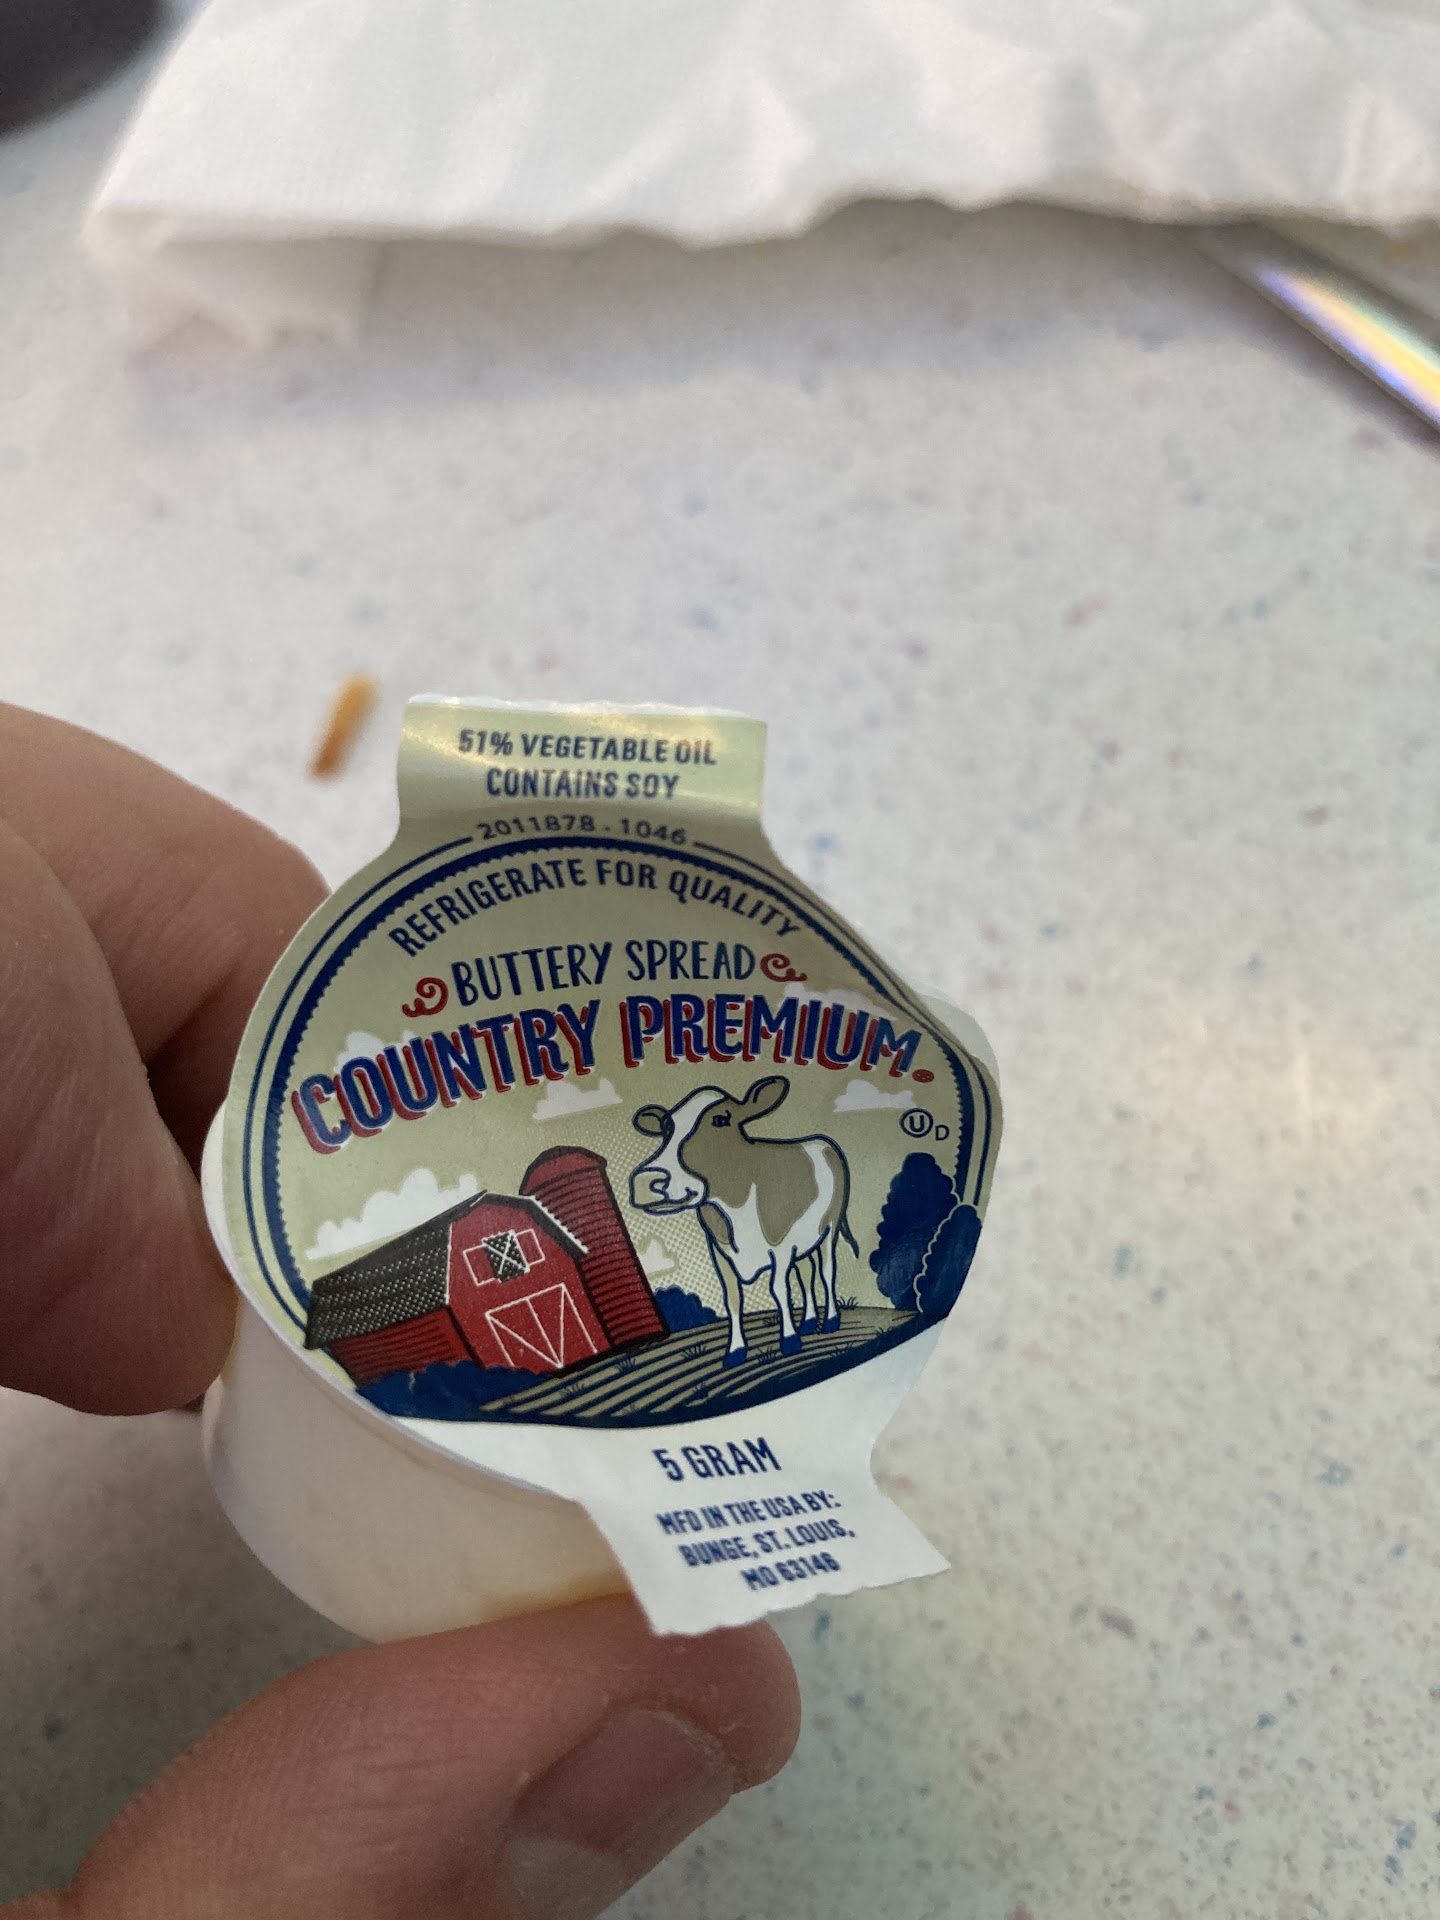 51% VEGETABLE OIL
CONTAINS SOY
2011878 - 1046
REFRIGERATE FOR QUALITY
BUTTERY SPREAD
COUNTRY PREMIUM.
U D
5 GRAM
MFD IN THE USA BY:
BUNGE, ST. LOUIS,
MO 63146